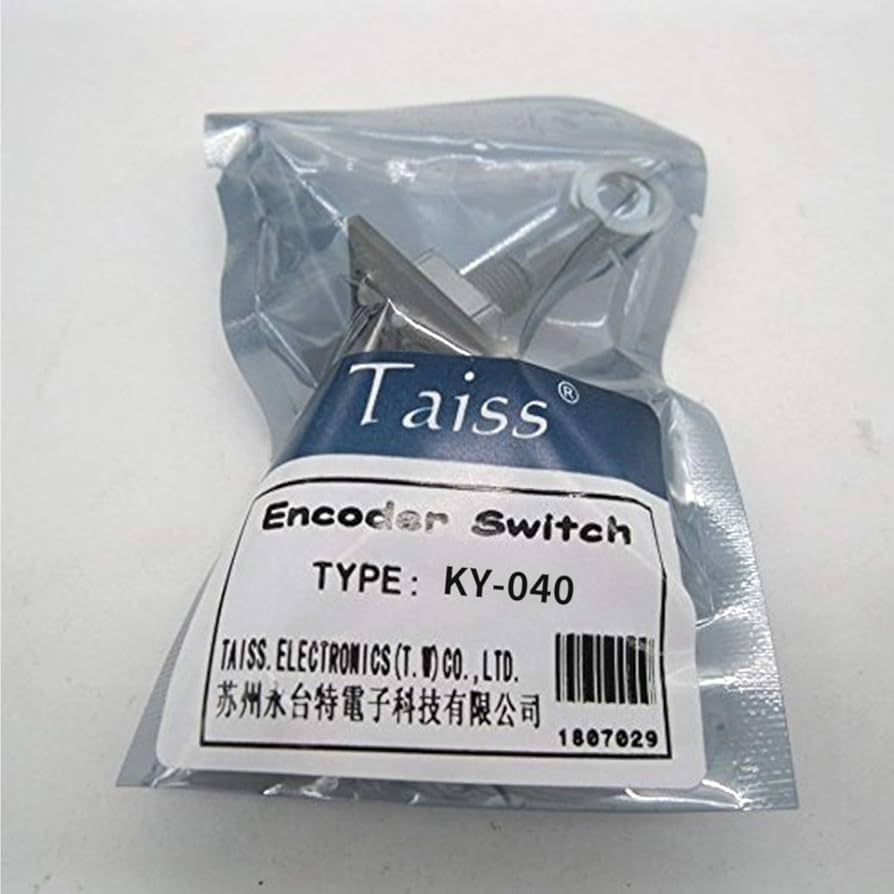 Taiss®
Encoder Switch
TYPE: KY-040
TAISS.ELECTRONICS(T.W)CO.,LTD.
苏州永台特電子科技有限公司
1807029